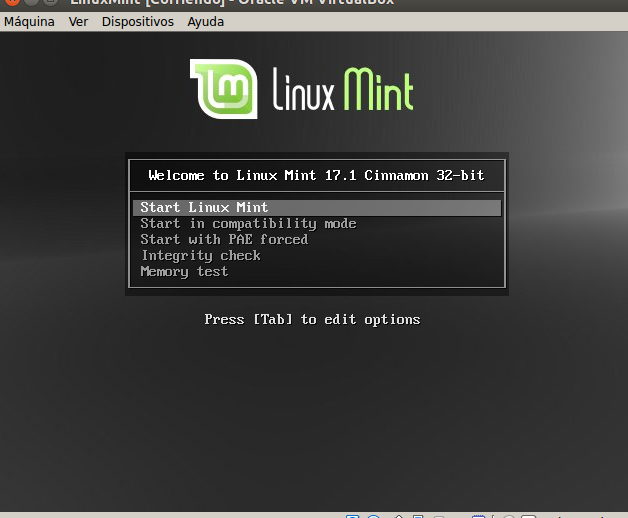 LinuxMint [Corriendo] - Oracle VM VirtualBox
Máquina Ver Dispositivos Ayuda
Linux Mint
Welcome to Linux Mint 17.1 Cinnamon 32-bit
Start Linux Mint
Start in compatibility mode
Start with PAE forced
Integrity check
Memory test
Press [Tab] to edit options